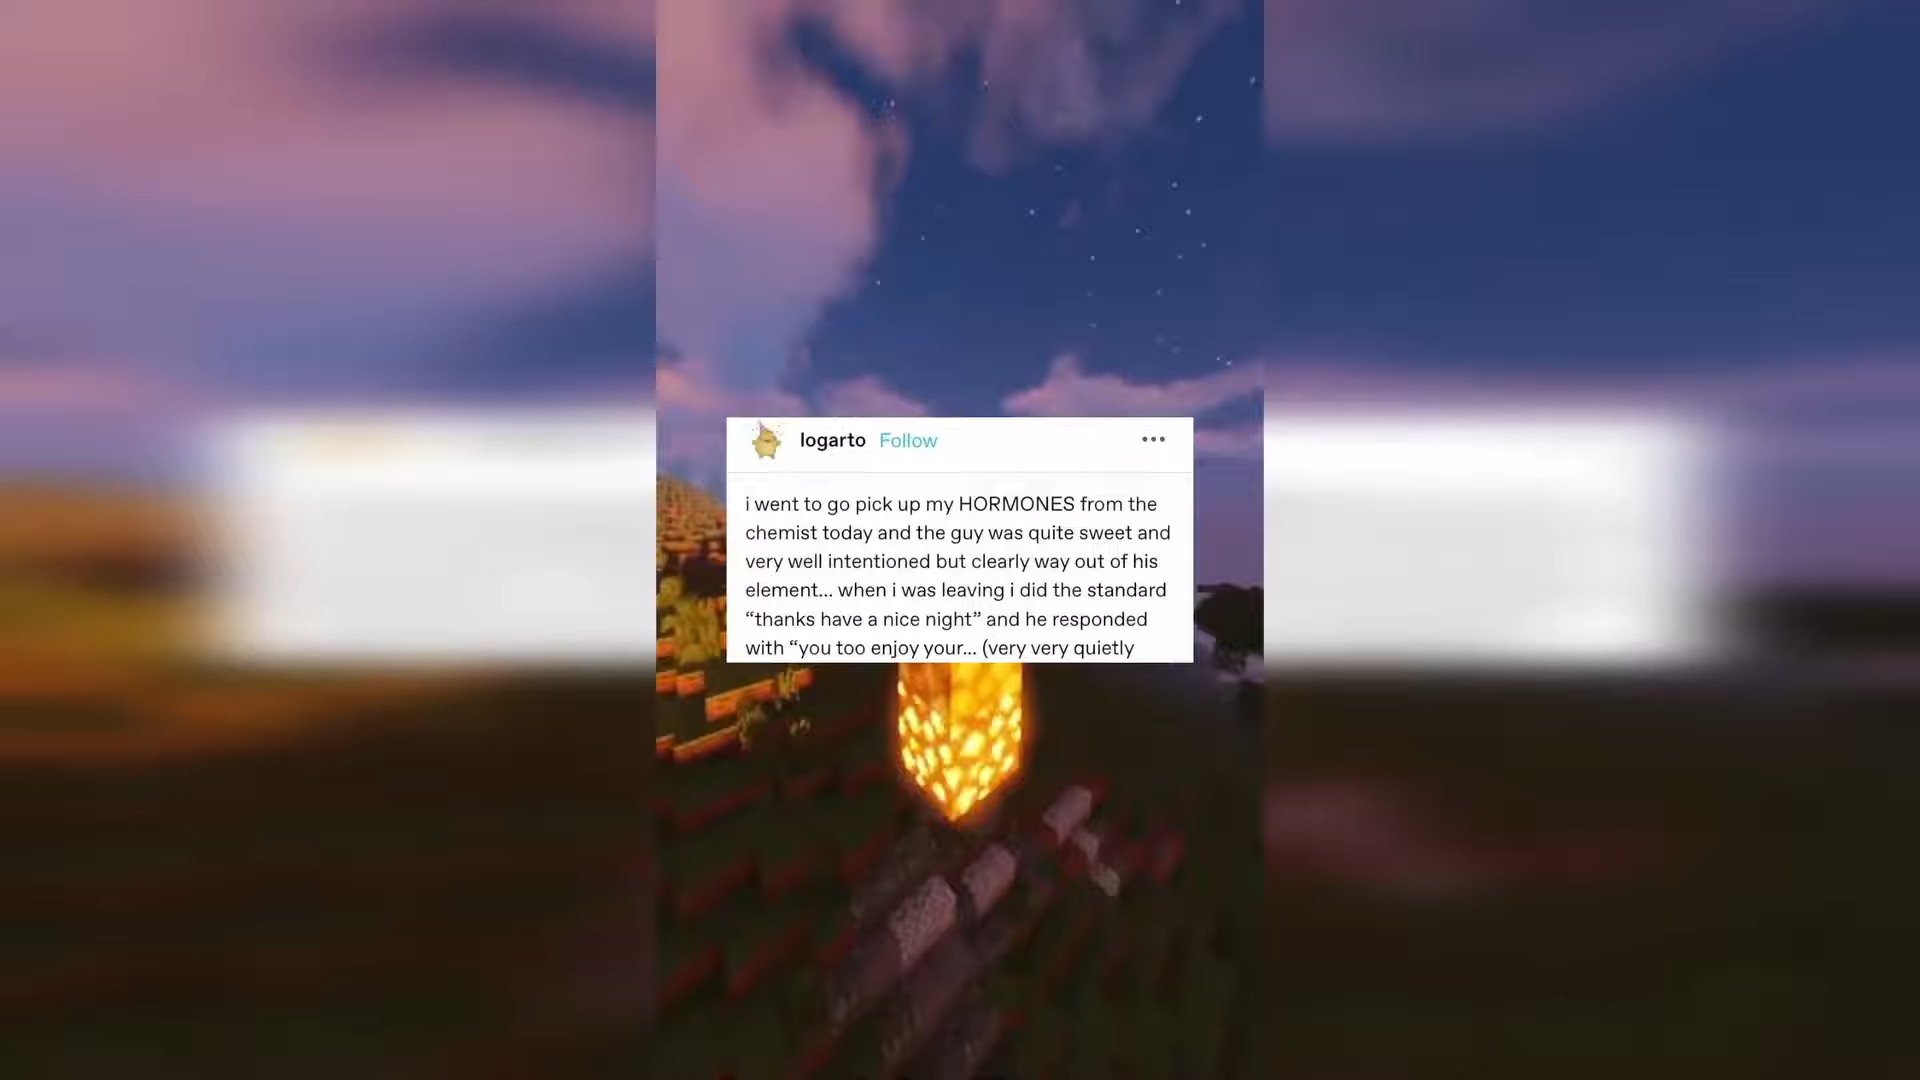 logarto Follow
i went to go pick up my HORMONES from the
chemist today and the guy was quite sweet and
very well intentioned but clearly way out of his
element... when i was leaving i did the standard
“thanks have a nice night” and he responded
with “you too enjoy your... (very very quietly